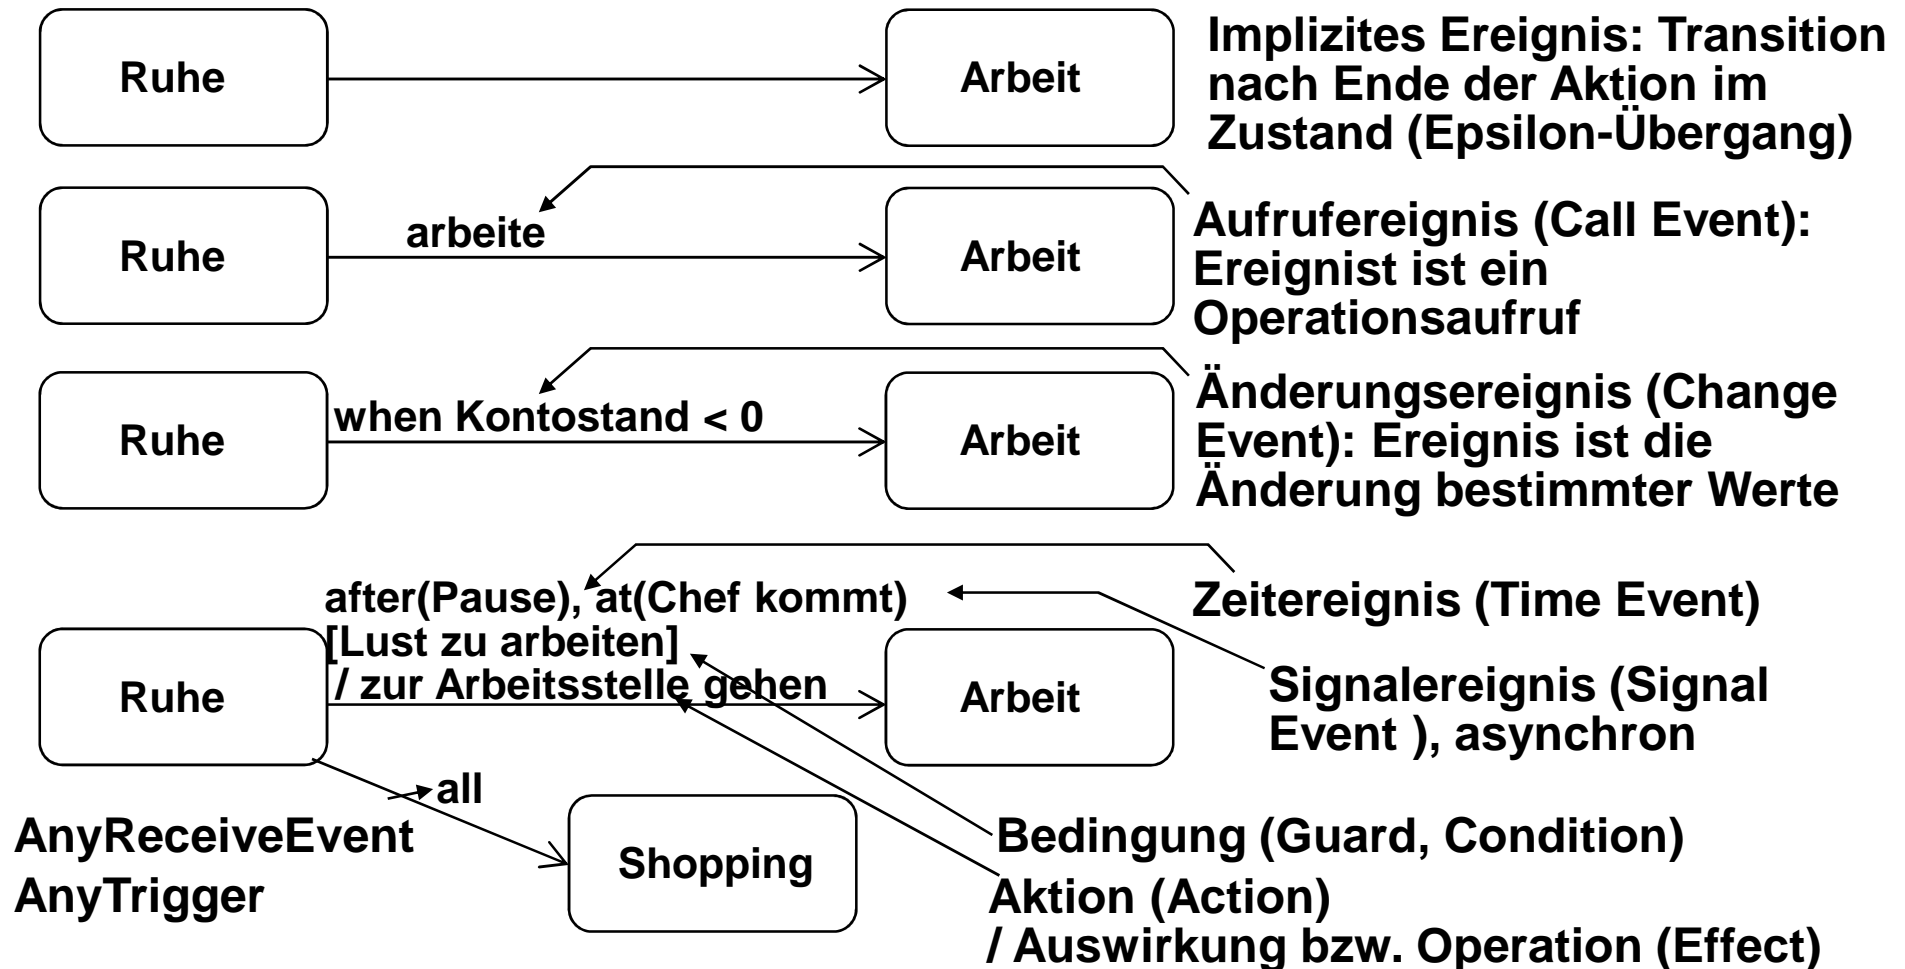 Ruhe
Arbeit
Implizites Ereignis: Transition
nach Ende der Aktion im
Zustand (Epsilon-Übergang)
Ruhe
arbeite
Arbeit
Aufrufereignis (Call Event):
Ereignist ist ein
Operationsaufruf
Ruhe
when Kontostand < 0
Arbeit
Änderungsereignis (Change
Event): Ereignis ist die
Änderung bestimmter Werte
after(Pause), at(Chef kommt)
[Lust zu arbeiten]
/ zur Arbeitsstelle gehen
Zeitereignis (Time Event)
Ruhe
Arbeit
Signalereignis (Signal
Event ), asynchron
all
AnyReceiveEvent
AnyTrigger
Shopping
Bedingung (Guard, Condition)
Aktion (Action)
/ Auswirkung bzw. Operation (Effect)